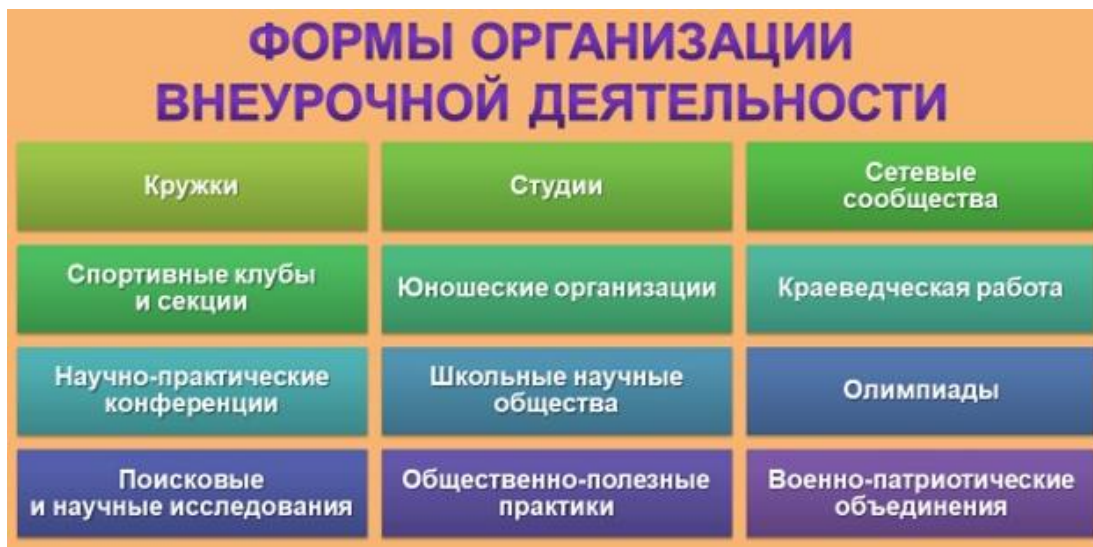 ФОРМЫ ОРГАНИЗАЦИИ
ВНЕУРОЧНОЙ ДЕЯТЕЛЬНОСТИ
Кружки
Студии
Сетевые
сообщества
Спортивные клубы
и секции
Юношеские организации
Краеведческая работа
Научно-практические
конференции
Школьные научные
общества
Олимпиады
Поисковые
и научные исследования
Общественно-полезные
практики
Военно-патриотические
объединения